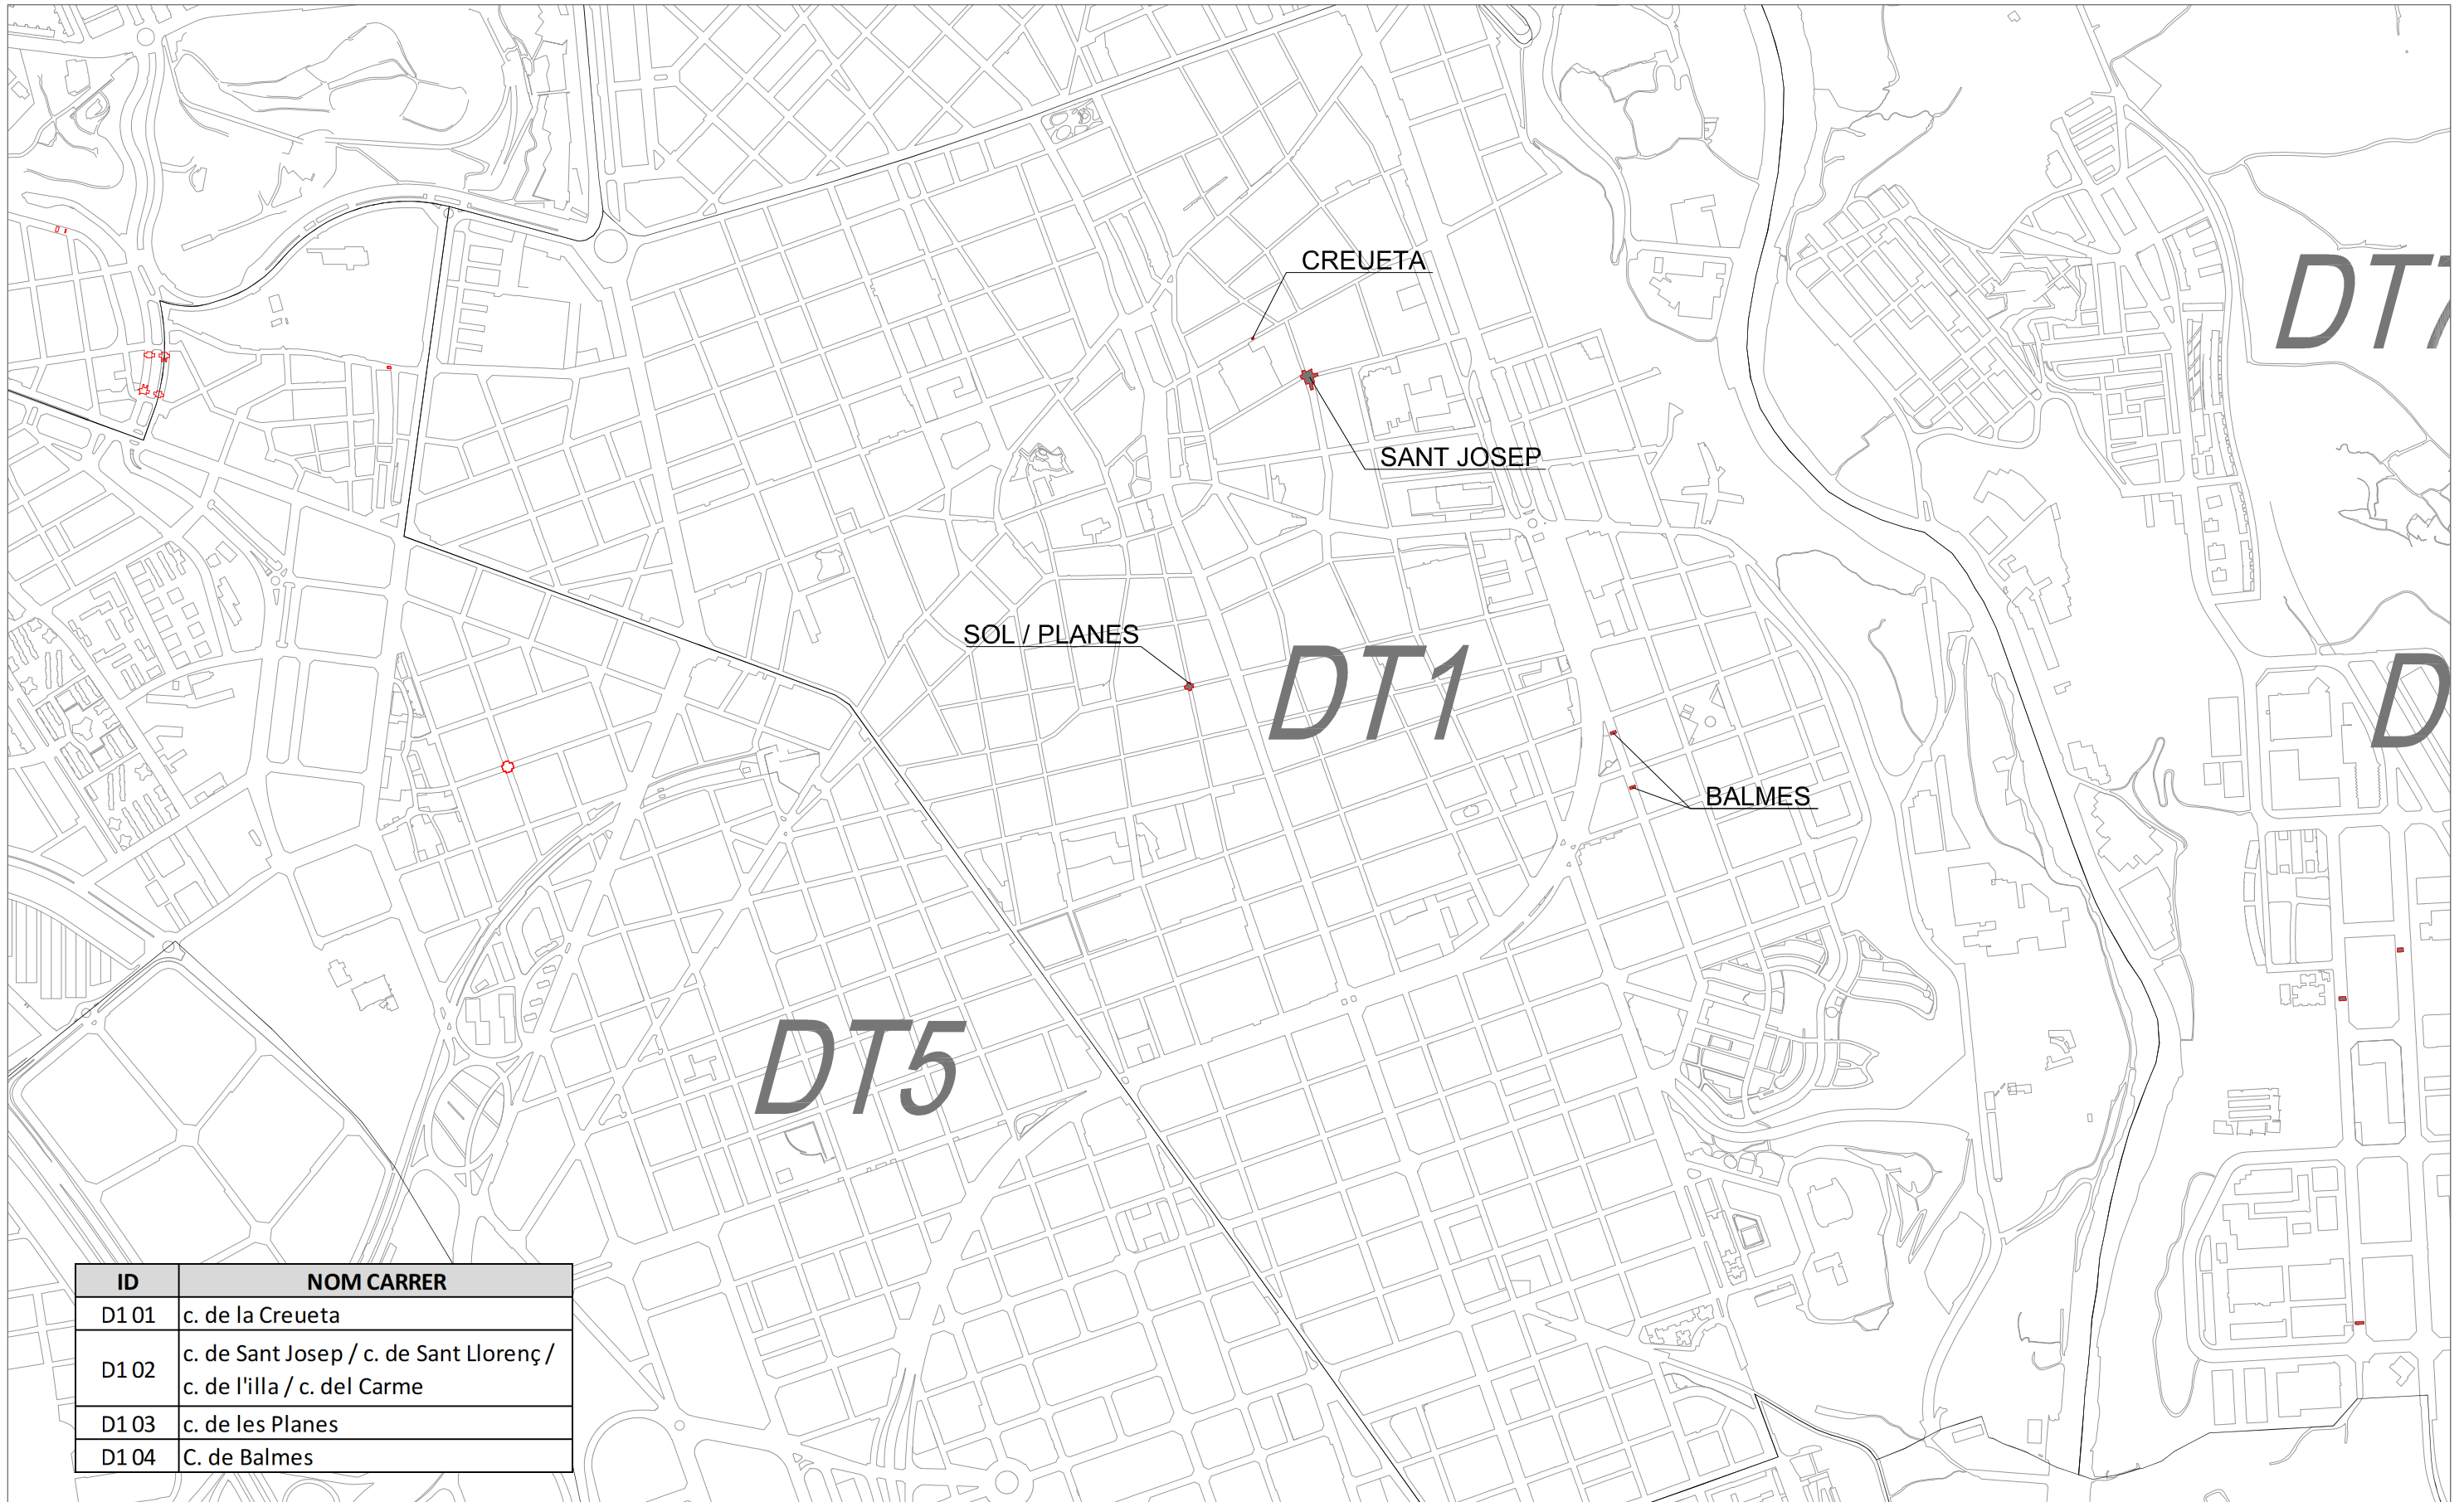 CREUETA
DT7
SANT JOSEP
SOL / PLANES
DT1
D
BALMES
DT5
ID NOM CARRER
D1 01 c. de la Creueta
D1 02 c. de Sant Josep / c. de Sant Llorenç /
c. de l'illa / c. del Carme
D1 03 c. de les Planes
D1 04 C. de Balmes